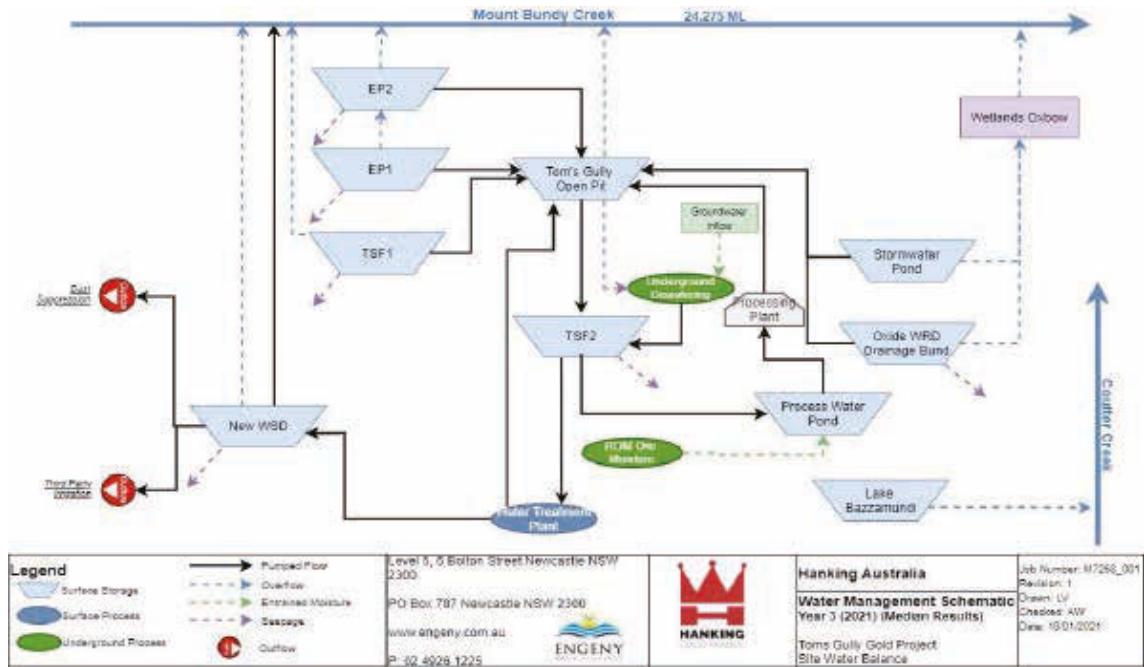 Mount Bundy Creek 24,275 ML
EP2
Wetlands Oxbow
EP1
Tom's Gully
Open Pit
Groundwater
Inflow
TSF1
Stormwater
Pond
Underground
Dewatering
Dust
Suppression
Outflow
Processing
Plant
TSF2
Oxide WRD
Drainage Bund
Coulter Creek
Process Water
Pond
New WSD
ROM Ore
Moisture
Third Party
Irrigation
Outflow
Lake
Bazzamundi
Water Treatment
Plant
Legend
Surface Storage
Surface Process
Underground Process
Pumped Flow
Overflow
Entrained Moisture
Seepage
Outflow
Level 5, 6 Bolton Street Newcastle NSW
2300
PO Box 787 Newcastle NSW 2300
www.engeny.com.au
P: 02 4926 1225
ENGENY
HANKING
Hanking Australia
Water Management Schematic
Year 3 (2021) (Median Results)
Toms Gully Gold Project
Site Water Balance
Job Number: M7268_001
Revision: 1
Drawn: LV
Checked: AW